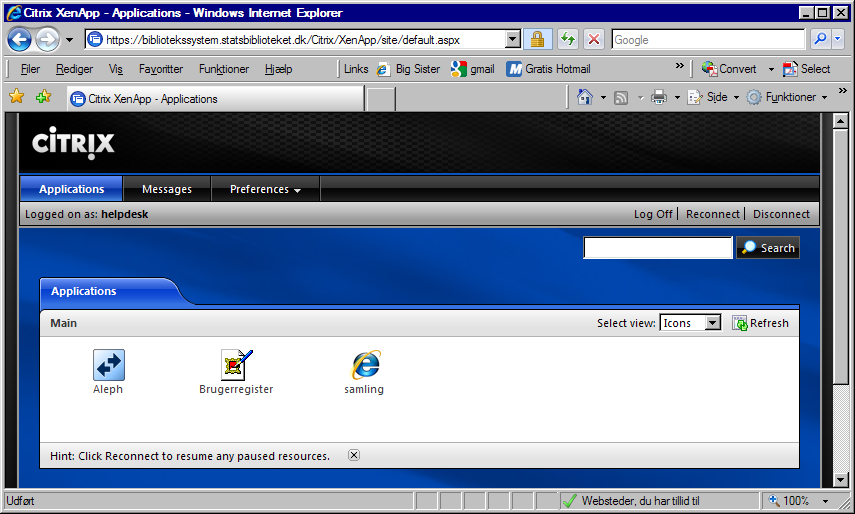 Citrix XenApp - Applications - Windows Internet Explorer
https://bibliotekssystem.statsbiblioteket.dk/Citrix/XenApp/site/default.aspx
Google
Filer Rediger Vis Favoritter Funktioner Hjælp Links Big Sister gmail Gratis Hotmail » Convert Select
Citrix XenApp - Applications
Side Funktioner »
CİTRIX
Applications Messages Preferences
Logged on as: helpdesk Log Off Reconnect Disconnect
Search
Applications
Main Select view: Icons Refresh
Aleph Brugerregister samling
Hint: Click Reconnect to resume any paused resources.
Udført Websteder, du har tillid til 100%